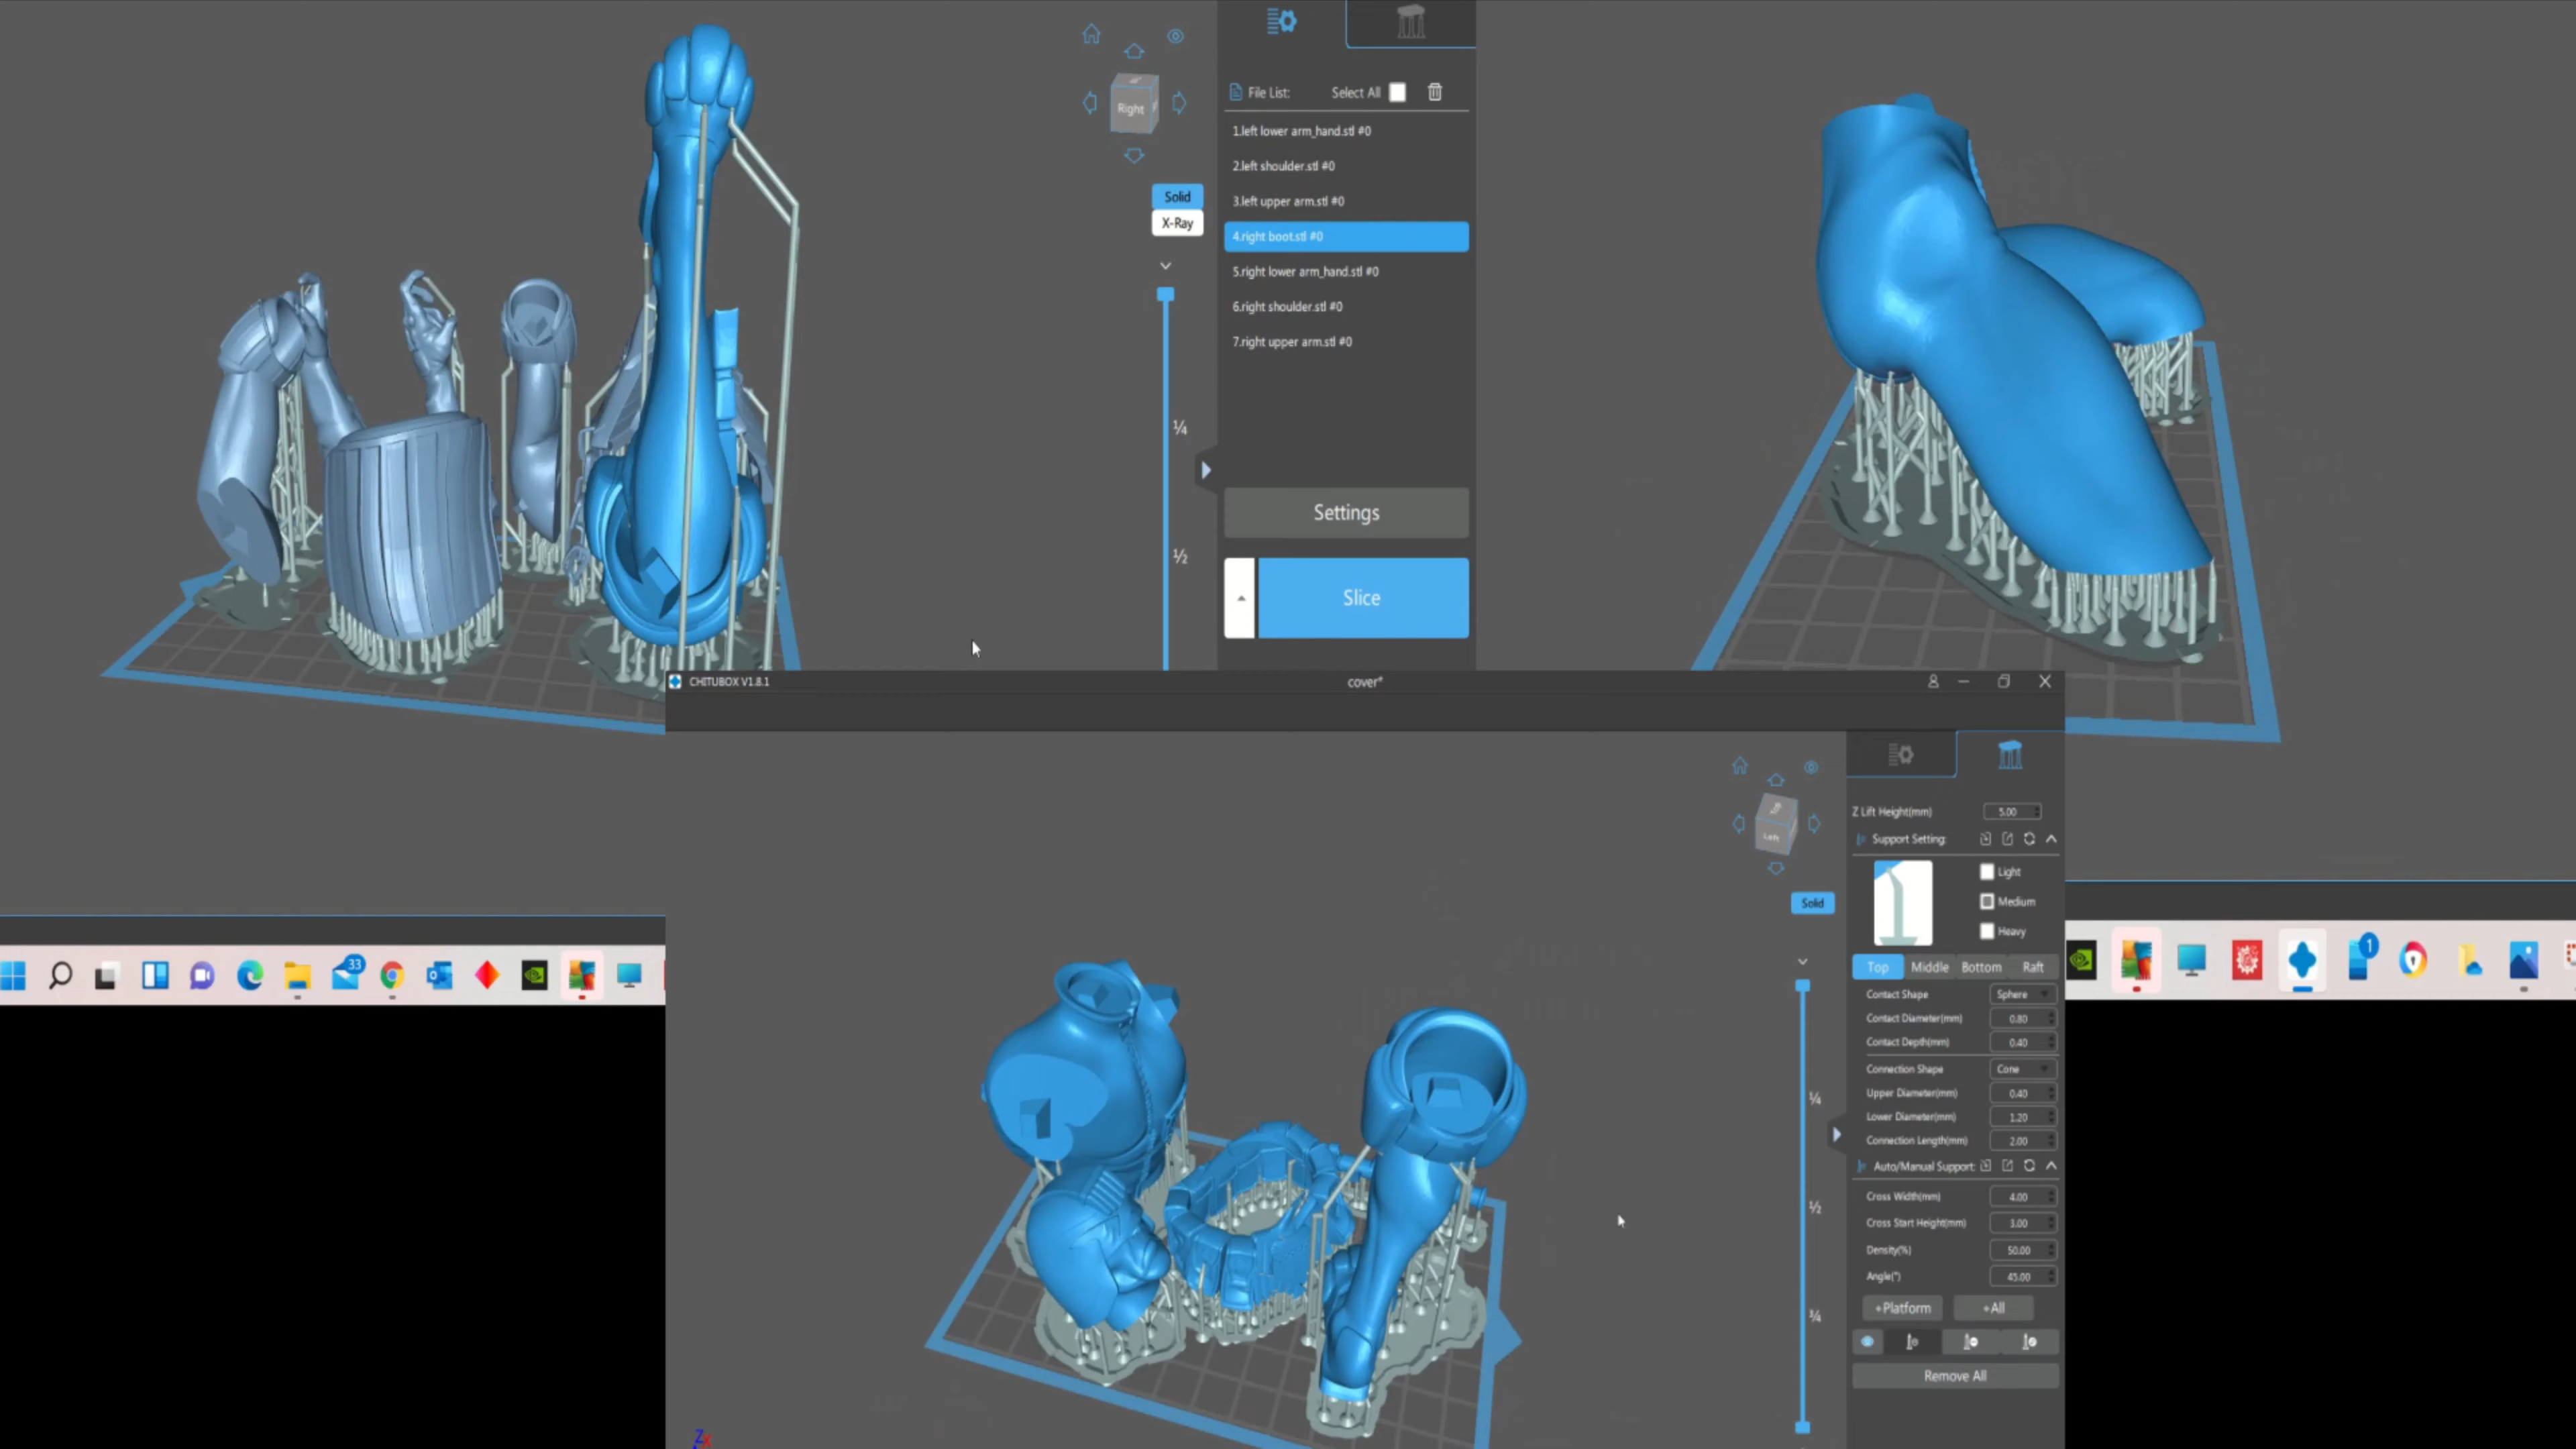 Right
File List:
Select All
1.left lower arm_hand.stl #0
2.left shoulder.stl #0
Solid
X-Ray
3.left upper arm.stl #0
4.right boot.stl #0
5.right lower arm_hand.stl #0
6.right shoulder.stl #0
7.right upper arm.stl #0
¼
½
Settings
Slice
CHITUBOX V1.8.1
cover*
Left
Z Lift Height(mm)
5.00
Support Setting:
Light
Medium
Heavy
Solid
Top
Middle
Bottom
Raft
Contact Shape
Sphere
Contact Diameter(mm)
0.80
Contact Depth(mm)
0.40
Connection Shape
Cone
Upper Diameter(mm)
0.40
Lower Diameter(mm)
1.20
Connection Length(mm)
2.00
Auto/Manual Support:
Cross Width(mm)
4.00
Cross Start Height(mm)
3.00
Density(%)
50.00
Angle(°)
45.00
+Platform
+All
Remove All
¼
½
¾
33
1
Z
X